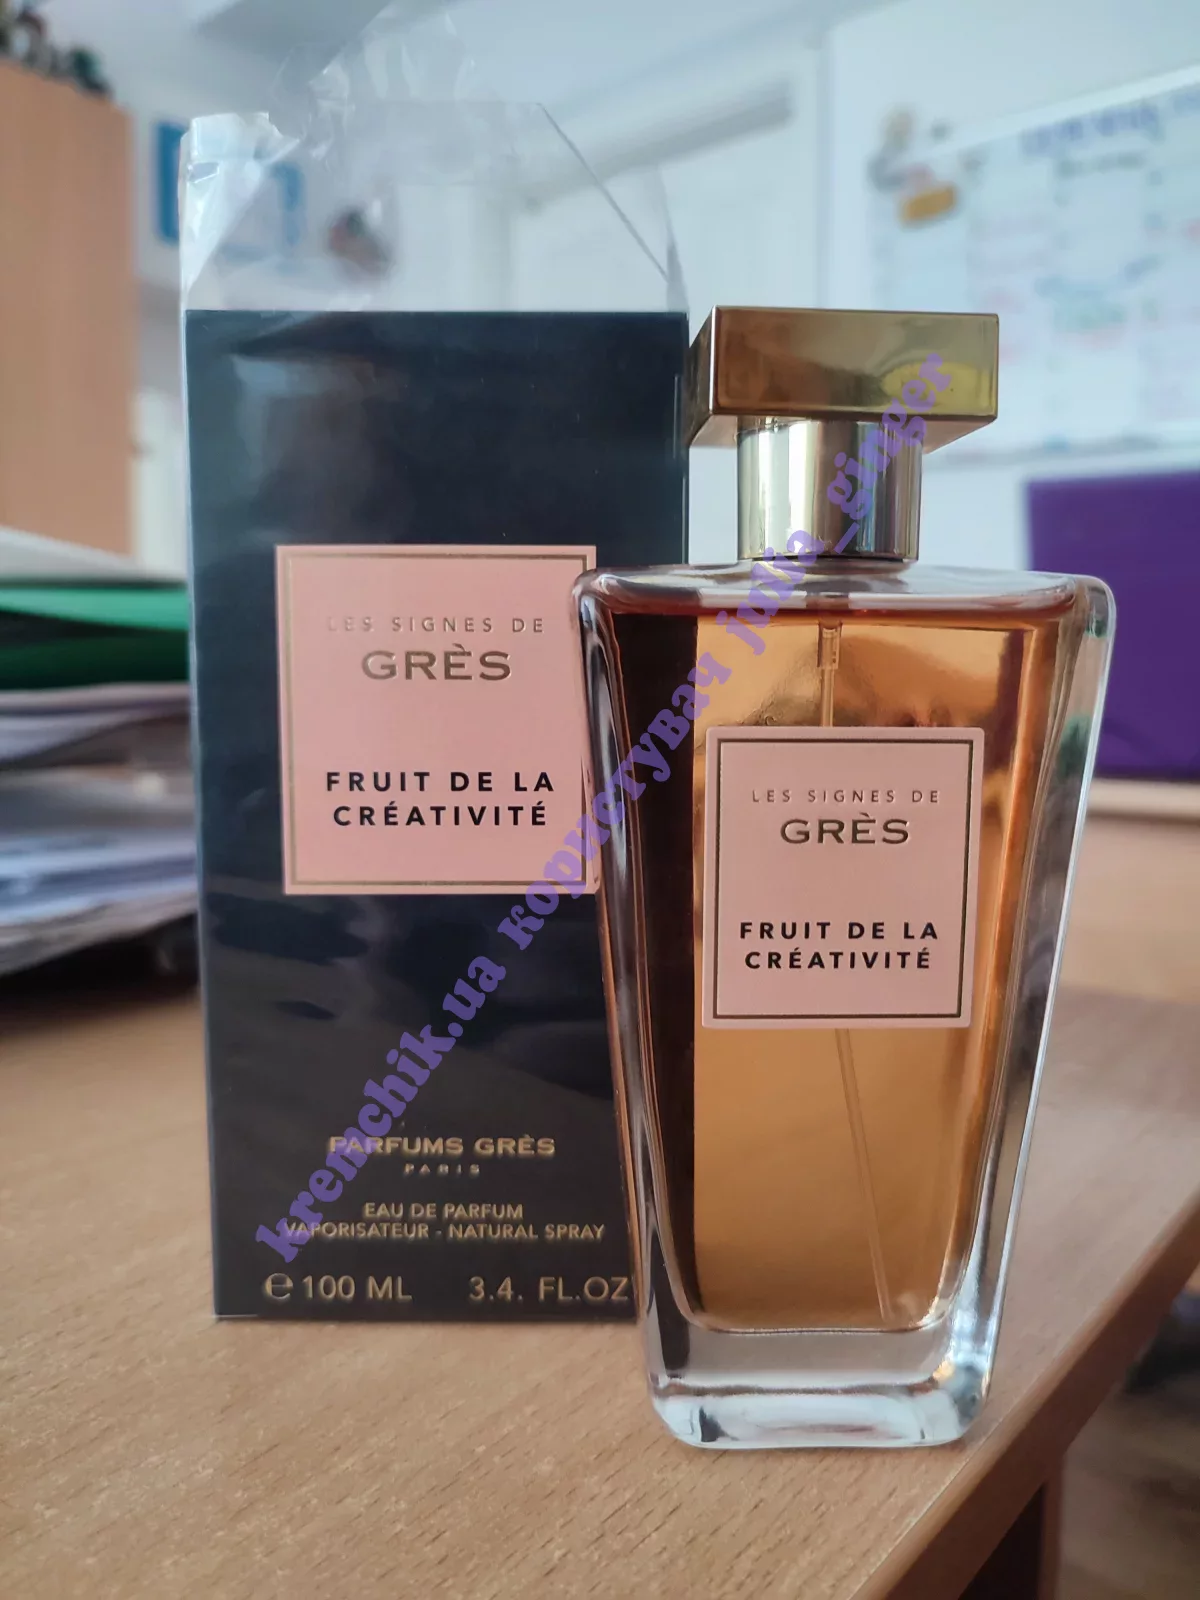 LES SIGNES DE
GRÈS
FRUIT DE LA
CRÉATIVITÉ
PARFUMS GRÈS
PARIS
EAU DE PARFUM
VAPORISATEUR - NATURAL SPRAY
℮ 100 ML 3.4. FL.OZ
LES SIGNES DE
GRÈS
FRUIT DE LA
CRÉATIVITÉ
kremchik.ua користувач julia_ginger